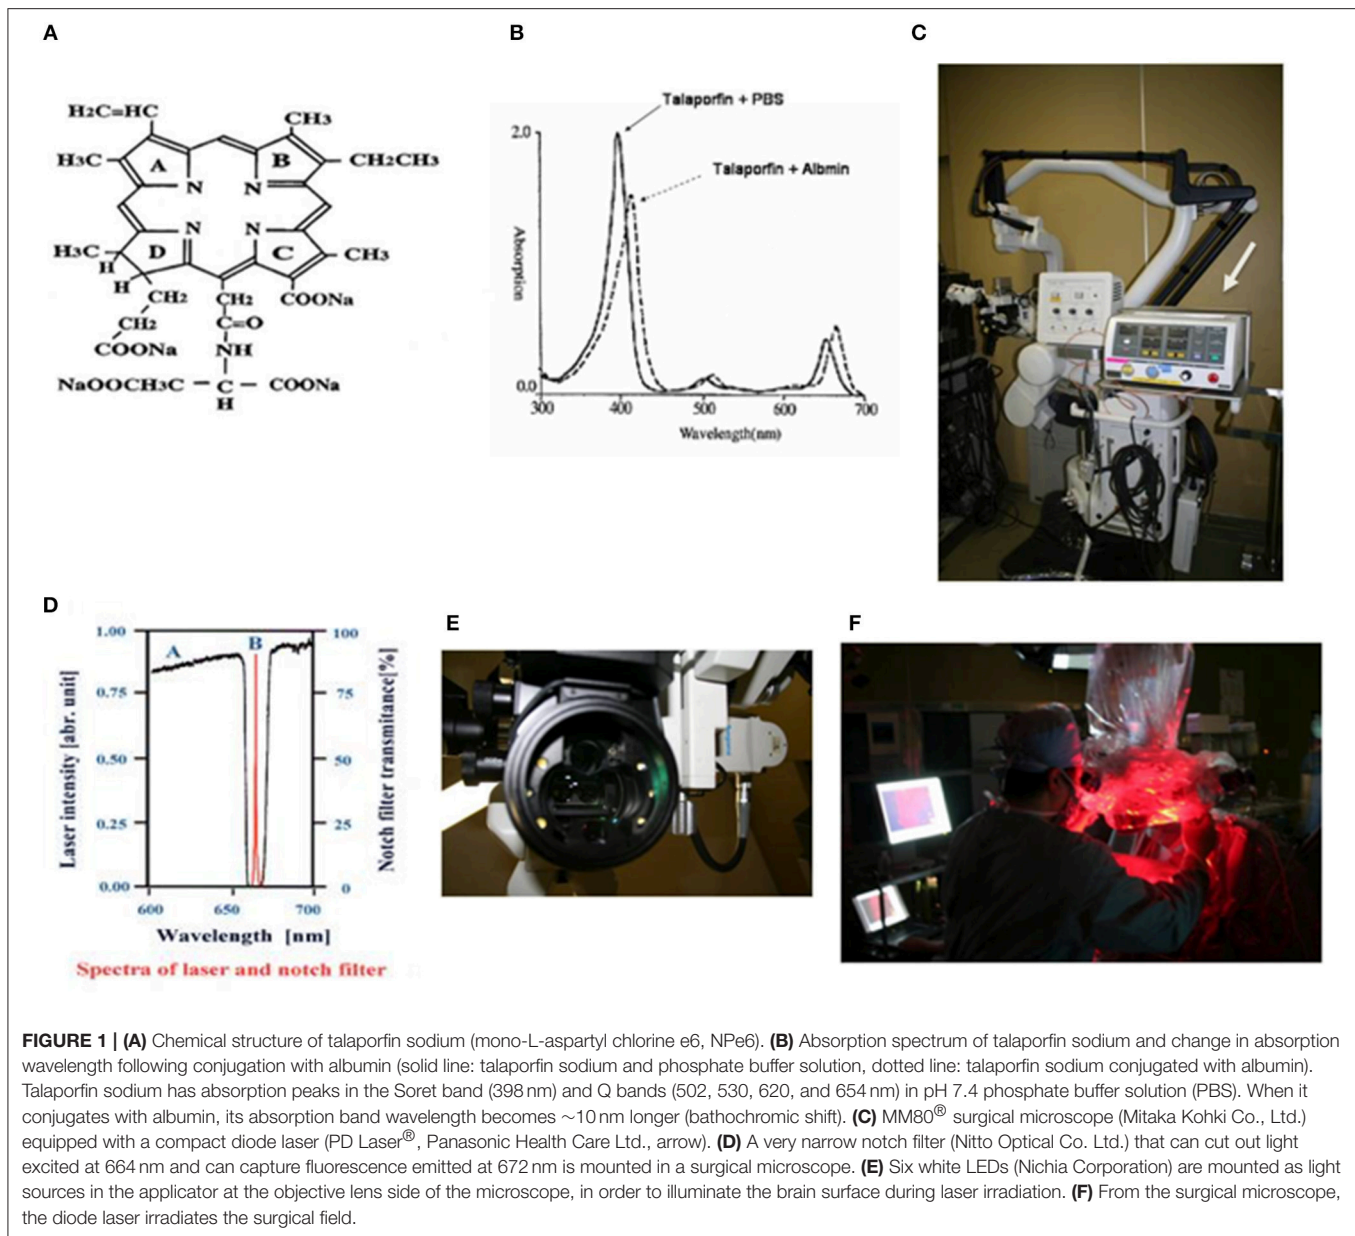 A
H2C=HC
CH3
H3C
A
B
CH2CH3
N
N
N
N
H3C
D
C
CH3
H
H
CH2
CH2
COONa
CH2
C=O
COONa
NH
NaOOCH3C
C
COONa
H
B
Talaporfin + PBS
Talaporfin + Albmin
2.0
Absorption
0.0
300
400
500
600
700
Wavelength(nm)
C
D
1.00
0.75
0.50
0.25
0.00
Laser intensity [abr. unit]
A
B
100
75
50
25
0
Notch filter transmitance[%]
600
650
700
Wavelength [nm]
Spectra of laser and notch filter
E
F
FIGURE 1 | (A) Chemical structure of talaporfin sodium (mono-L-aspartyl chlorine e6, NPe6). (B) Absorption spectrum of talaporfin sodium and change in absorption
wavelength following conjugation with albumin (solid line: talaporfin sodium and phosphate buffer solution, dotted line: talaporfin sodium conjugated with albumin).
Talaporfin sodium has absorption peaks in the Soret band (398 nm) and Q bands (502, 530, 620, and 654 nm) in pH 7.4 phosphate buffer solution (PBS). When it
conjugates with albumin, its absorption band wavelength becomes ~10 nm longer (bathochromic shift). (C) MM80® surgical microscope (Mitaka Kohki Co., Ltd.)
equipped with a compact diode laser (PD Laser®, Panasonic Health Care Ltd., arrow). (D) A very narrow notch filter (Nitto Optical Co. Ltd.) that can cut out light
excited at 664 nm and can capture fluorescence emitted at 672 nm is mounted in a surgical microscope. (E) Six white LEDs (Nichia Corporation) are mounted as light
sources in the applicator at the objective lens side of the microscope, in order to illuminate the brain surface during laser irradiation. (F) From the surgical microscope,
the diode laser irradiates the surgical field.